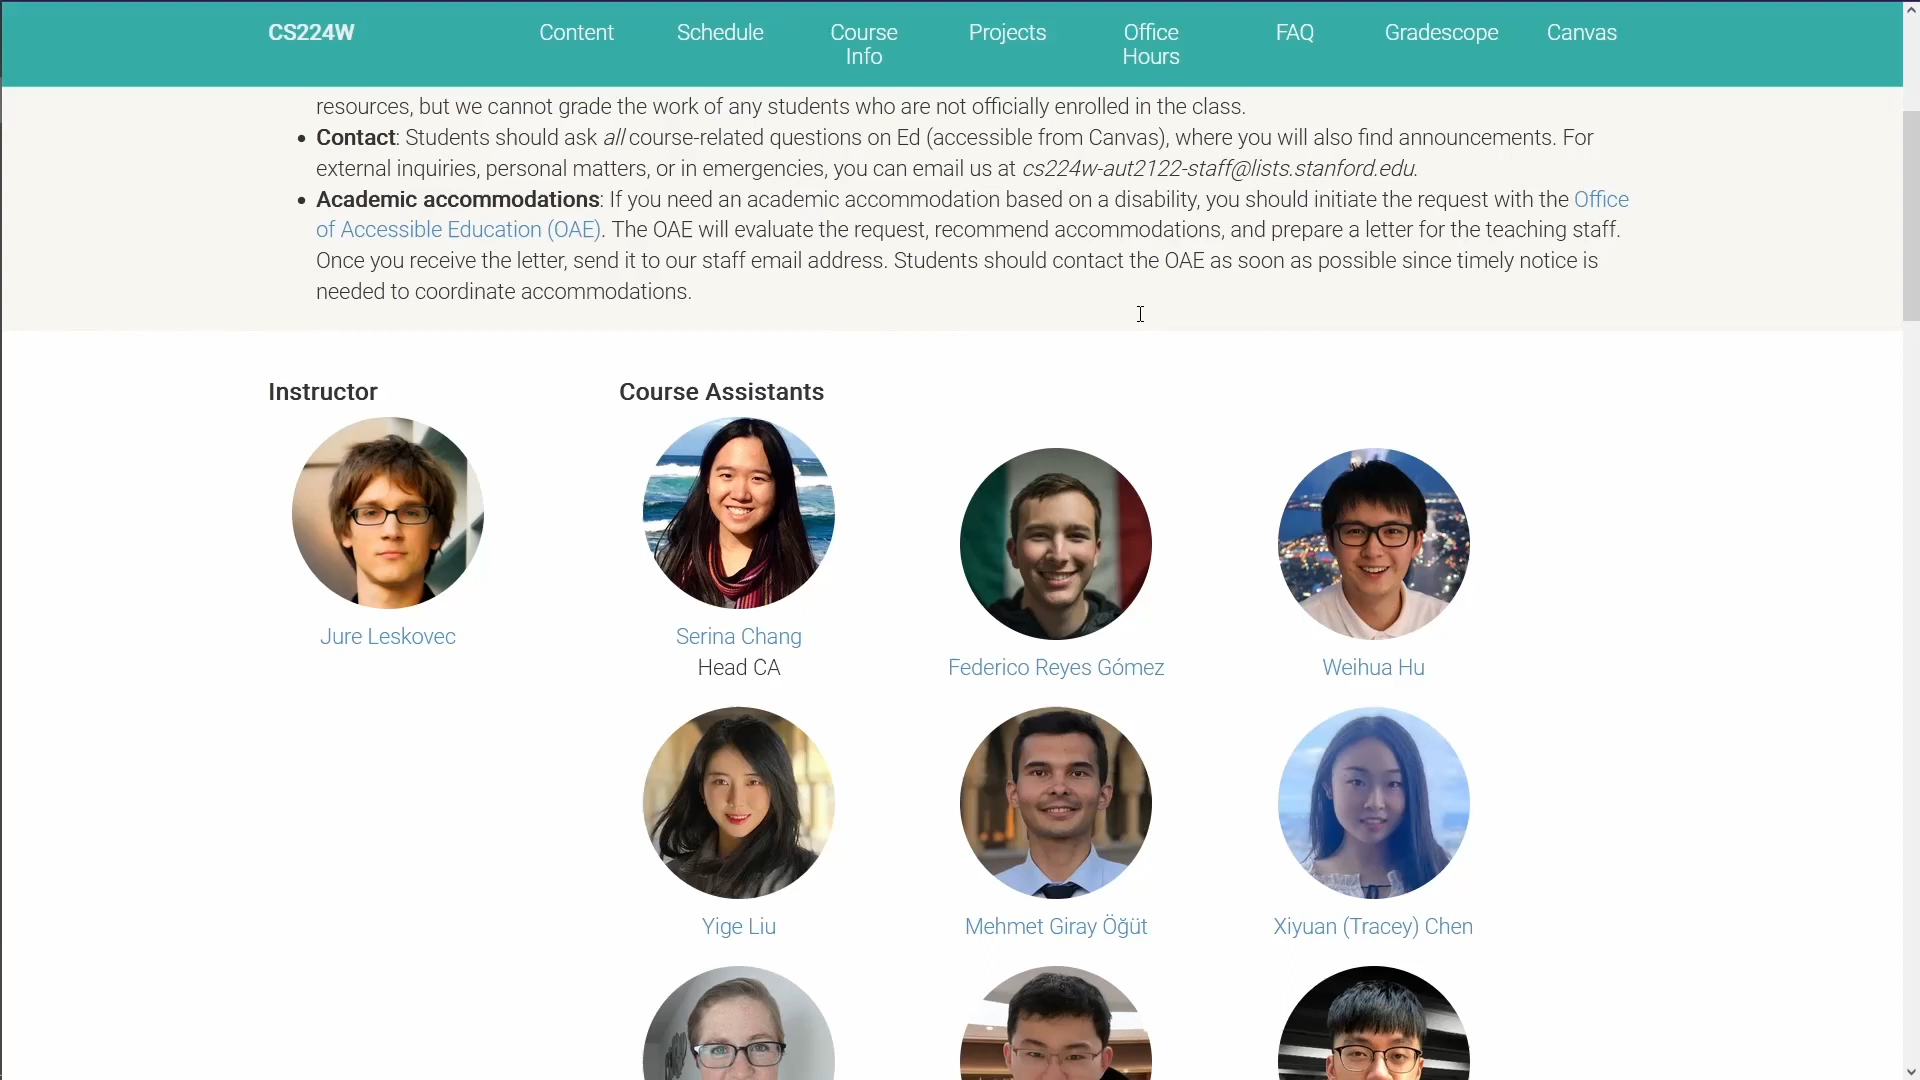 CS224W
Content
Schedule
Course
Info
Projects
Office
Hours
FAQ
Gradescope
Canvas
resources, but we cannot grade the work of any students who are not officially enrolled in the class.
Contact: Students should ask all course-related questions on Ed (accessible from Canvas), where you will also find announcements. For
external inquiries, personal matters, or in emergencies, you can email us at cs224w-aut2122-staff@lists.stanford.edu.
Academic accommodations: If you need an academic accommodation based on a disability, you should initiate the request with the Office
of Accessible Education (OAE). The OAE will evaluate the request, recommend accommodations, and prepare a letter for the teaching staff.
Once you receive the letter, send it to our staff email address. Students should contact the OAE as soon as possible since timely notice is
needed to coordinate accommodations.
Instructor
Course Assistants
Jure Leskovec
Serina Chang
Head CA
Federico Reyes Gómez
Weihua Hu
Yige Liu
Mehmet Giray Öğüt
Xiyuan (Tracey) Chen